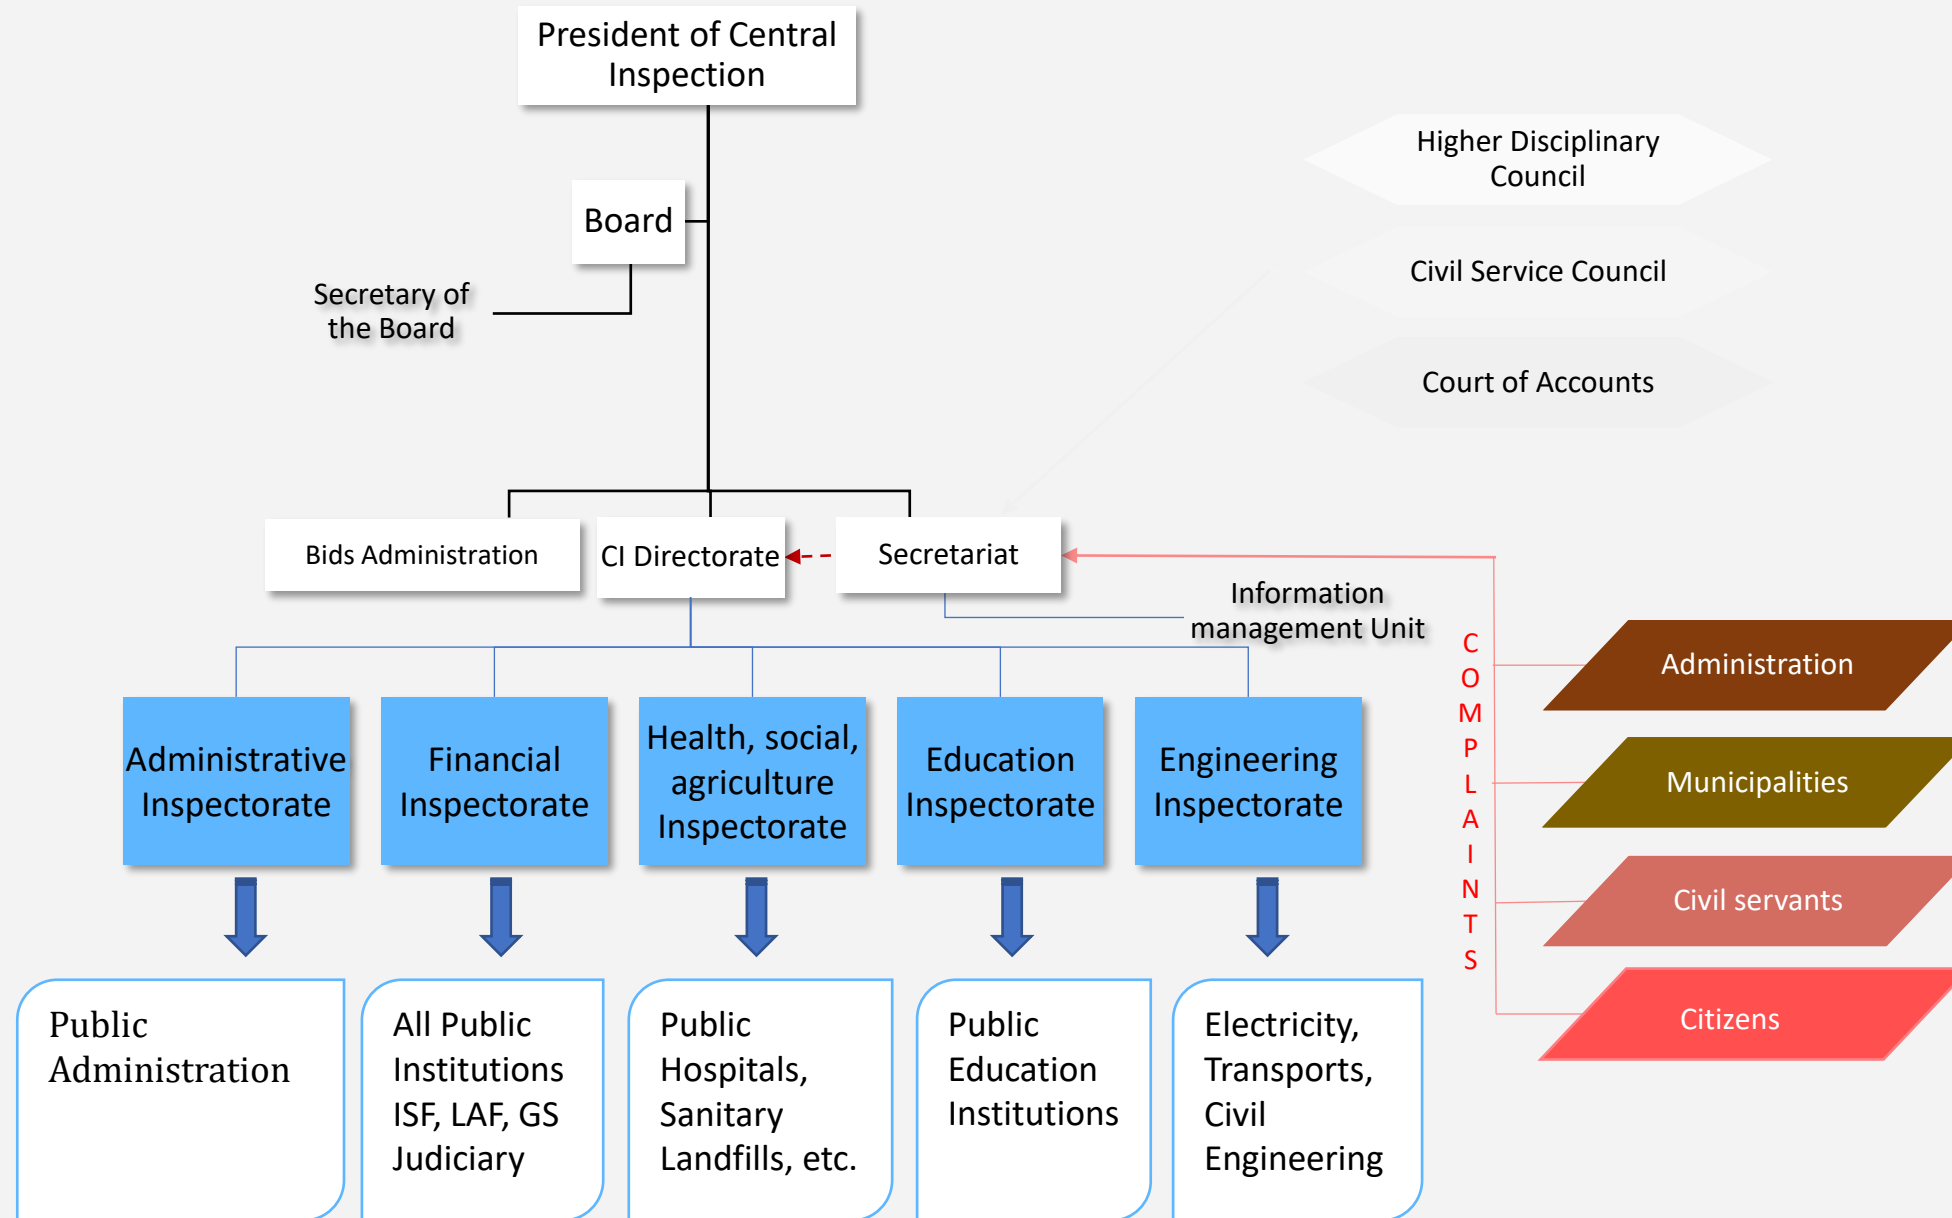 President of Central
Inspection
Higher Disciplinary
Council
Board
Civil Service Council
Secretary of
the Board
Court of Accounts
Bids Administration
CI Directorate
Secretariat
Information
management Unit
C
O
M
P
L
A
I
N
T
S
Administration
Municipalities
Civil servants
Citizens
Administrative
Inspectorate
Financial
Inspectorate
Health, social,
agriculture
Inspectorate
Education
Inspectorate
Engineering
Inspectorate
Public
Administration
All Public
Institutions
ISF, LAF, GS
Judiciary
Public
Hospitals,
Sanitary
Landfills, etc.
Public
Education
Institutions
Electricity,
Transports,
Civil
Engineering